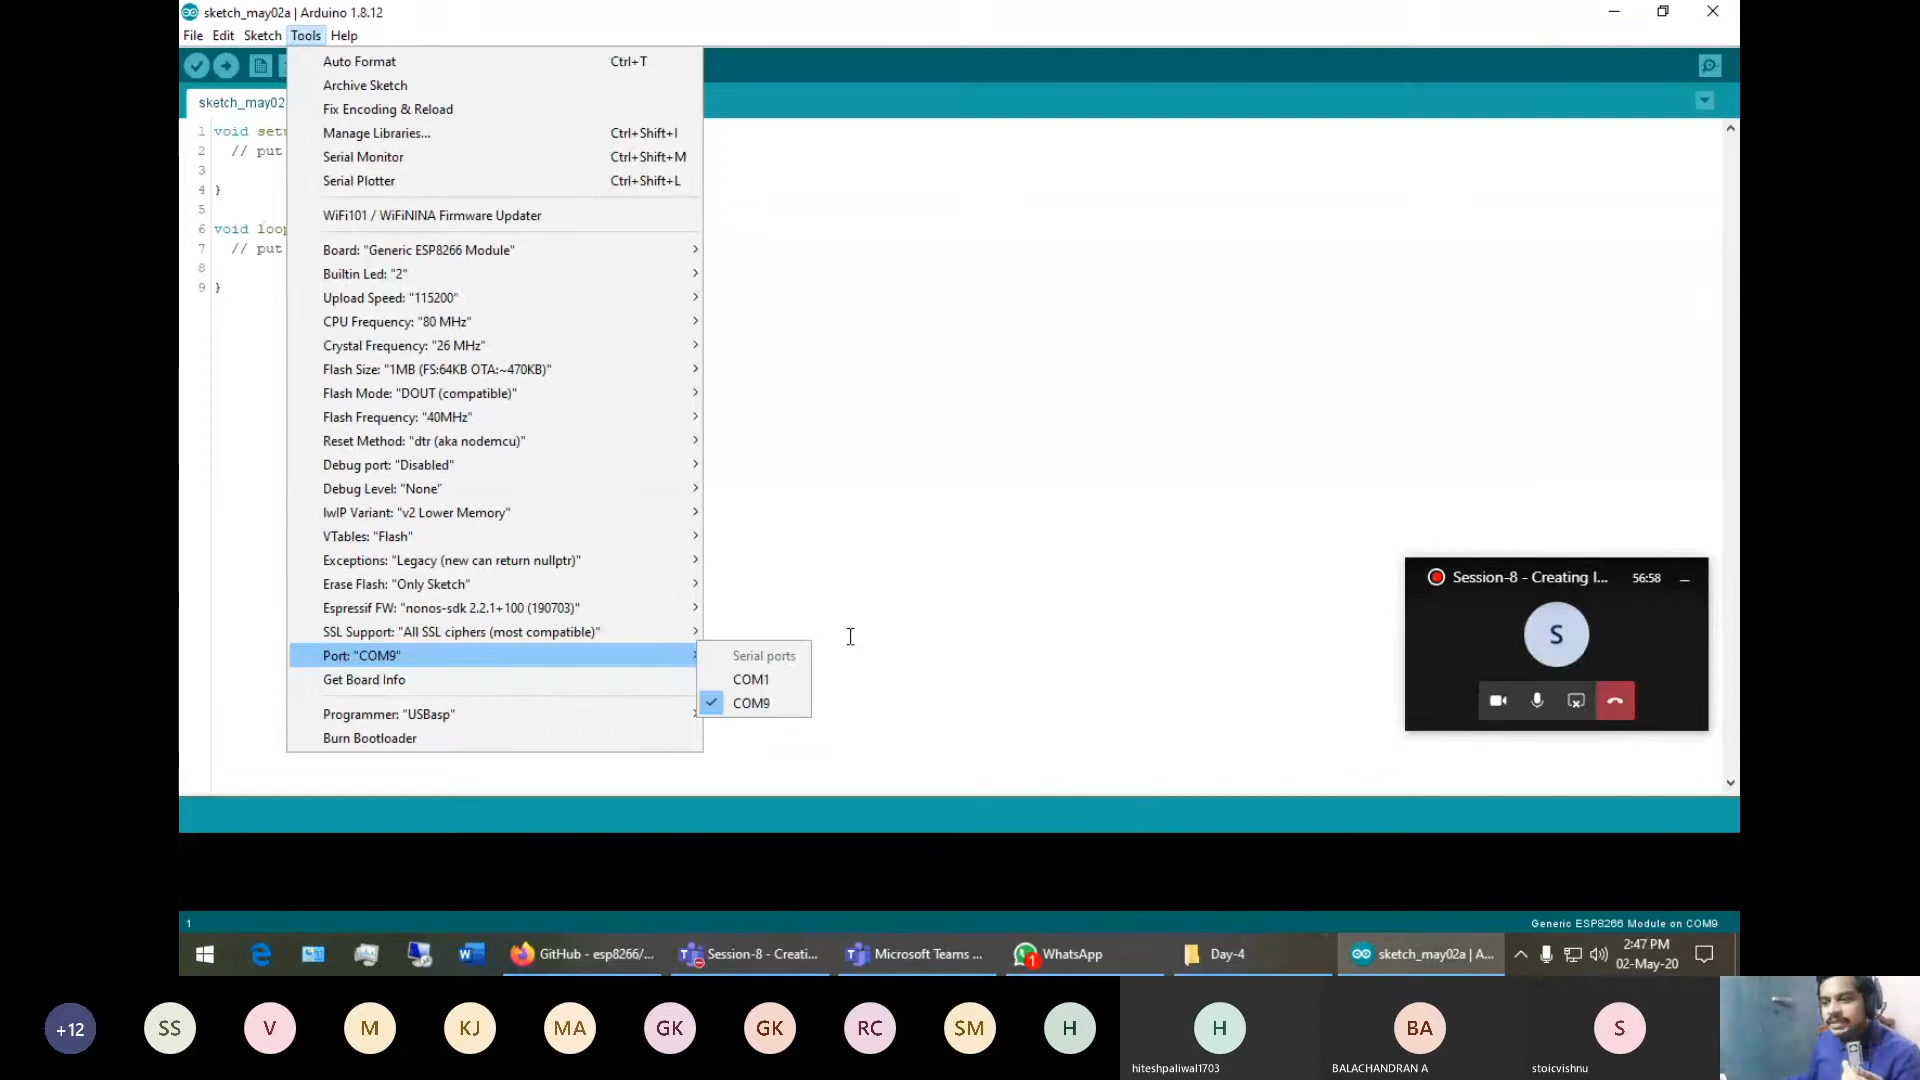 sketch_may02a | Arduino 1.8.12
File Edit Sketch Tools Help
sketch_may02
1 void setu
2 // put
3
4 }
5
6 void loop
7 // put
8
9 }
Auto Format Ctrl+T
Archive Sketch
Fix Encoding & Reload
Manage Libraries... Ctrl+Shift+I
Serial Monitor Ctrl+Shift+M
Serial Plotter Ctrl+Shift+L
WiFi101 / WiFiNINA Firmware Updater
Board: "Generic ESP8266 Module"
Builtin Led: "2"
Upload Speed: "115200"
CPU Frequency: "80 MHz"
Crystal Frequency: "26 MHz"
Flash Size: "1MB (FS:64KB OTA:~470KB)"
Flash Mode: "DOUT (compatible)"
Flash Frequency: "40MHz"
Reset Method: "dtr (aka nodemcu)"
Debug port: "Disabled"
Debug Level: "None"
lwIP Variant: "v2 Lower Memory"
VTables: "Flash"
Exceptions: "Legacy (new can return nullptr)"
Erase Flash: "Only Sketch"
Espressif FW: "nonos-sdk 2.2.1+100 (190703)"
SSL Support: "All SSL ciphers (most compatible)"
Port: "COM9"
Get Board Info
Programmer: "USBasp"
Burn Bootloader
Serial ports
COM1
COM9
Session-8 - Creating I... 56:58
S
1
Generic ESP8266 Module on COM9
GitHub - esp8266/...
Session-8 - Creati...
Microsoft Teams ...
1 WhatsApp
Day-4
sketch_may02a | A...
2:47 PM
02-May-20
+12 SS V M KJ MA GK GK RC SM H H BA S
hiteshpaliwal1703 BALACHANDRAN A stoicvishnu